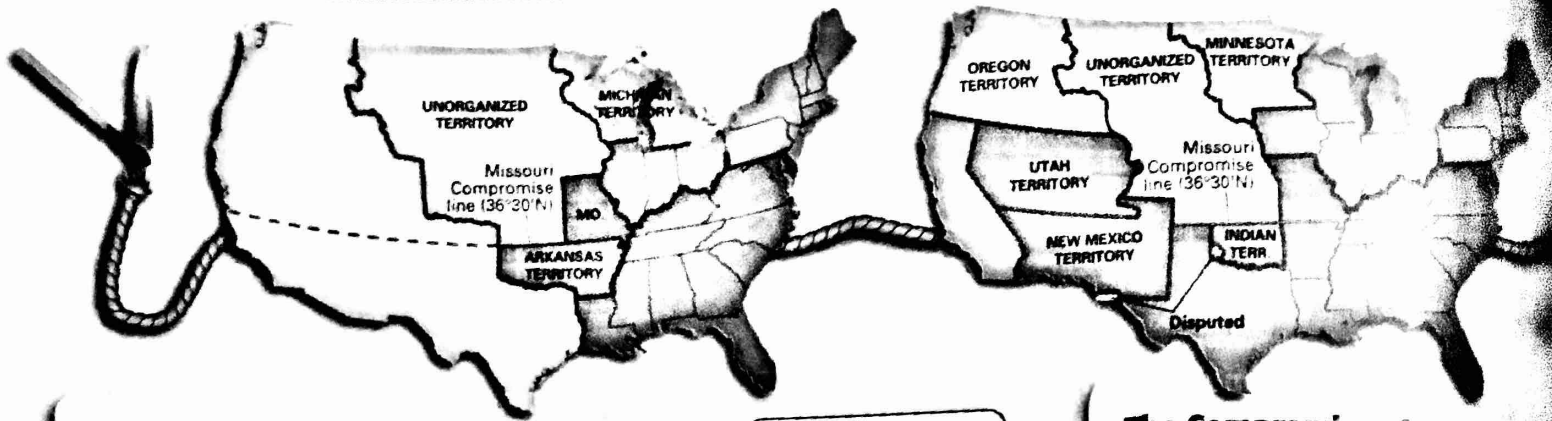 UNORGANIZED
TERRITORY
MICHIGAN
TERRITORY
Missouri
Compromise
line (36°30'N)
MO
ARKANSAS
TERRITORY
OREGON
TERRITORY
UNORGANIZED
TERRITORY
MINNESOTA
TERRITORY
UTAH
TERRITORY
Missouri
Compromise
line (36°30'N)
NEW MEXICO
TERRITORY
INDIAN
TERR.
Disputed
The